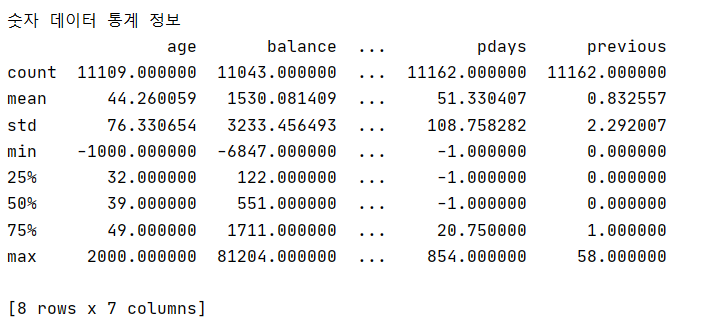 숫자 데이터 통계 정보
               age       balance  ...         pdays      previous
count  11109.000000  11043.000000  ...  11162.000000  11162.000000
mean      44.260059   1530.081409  ...     51.330407      0.832557
std       76.330654   3233.456493  ...    108.758282      2.292007
min    -1000.000000  -6847.000000  ...     -1.000000      0.000000
25%       32.000000    122.000000  ...     -1.000000      0.000000
50%       39.000000    551.000000  ...     -1.000000      0.000000
75%       49.000000   1711.000000  ...     20.750000      1.000000
max     2000.000000  81204.000000  ...    854.000000     58.000000
[8 rows x 7 columns]